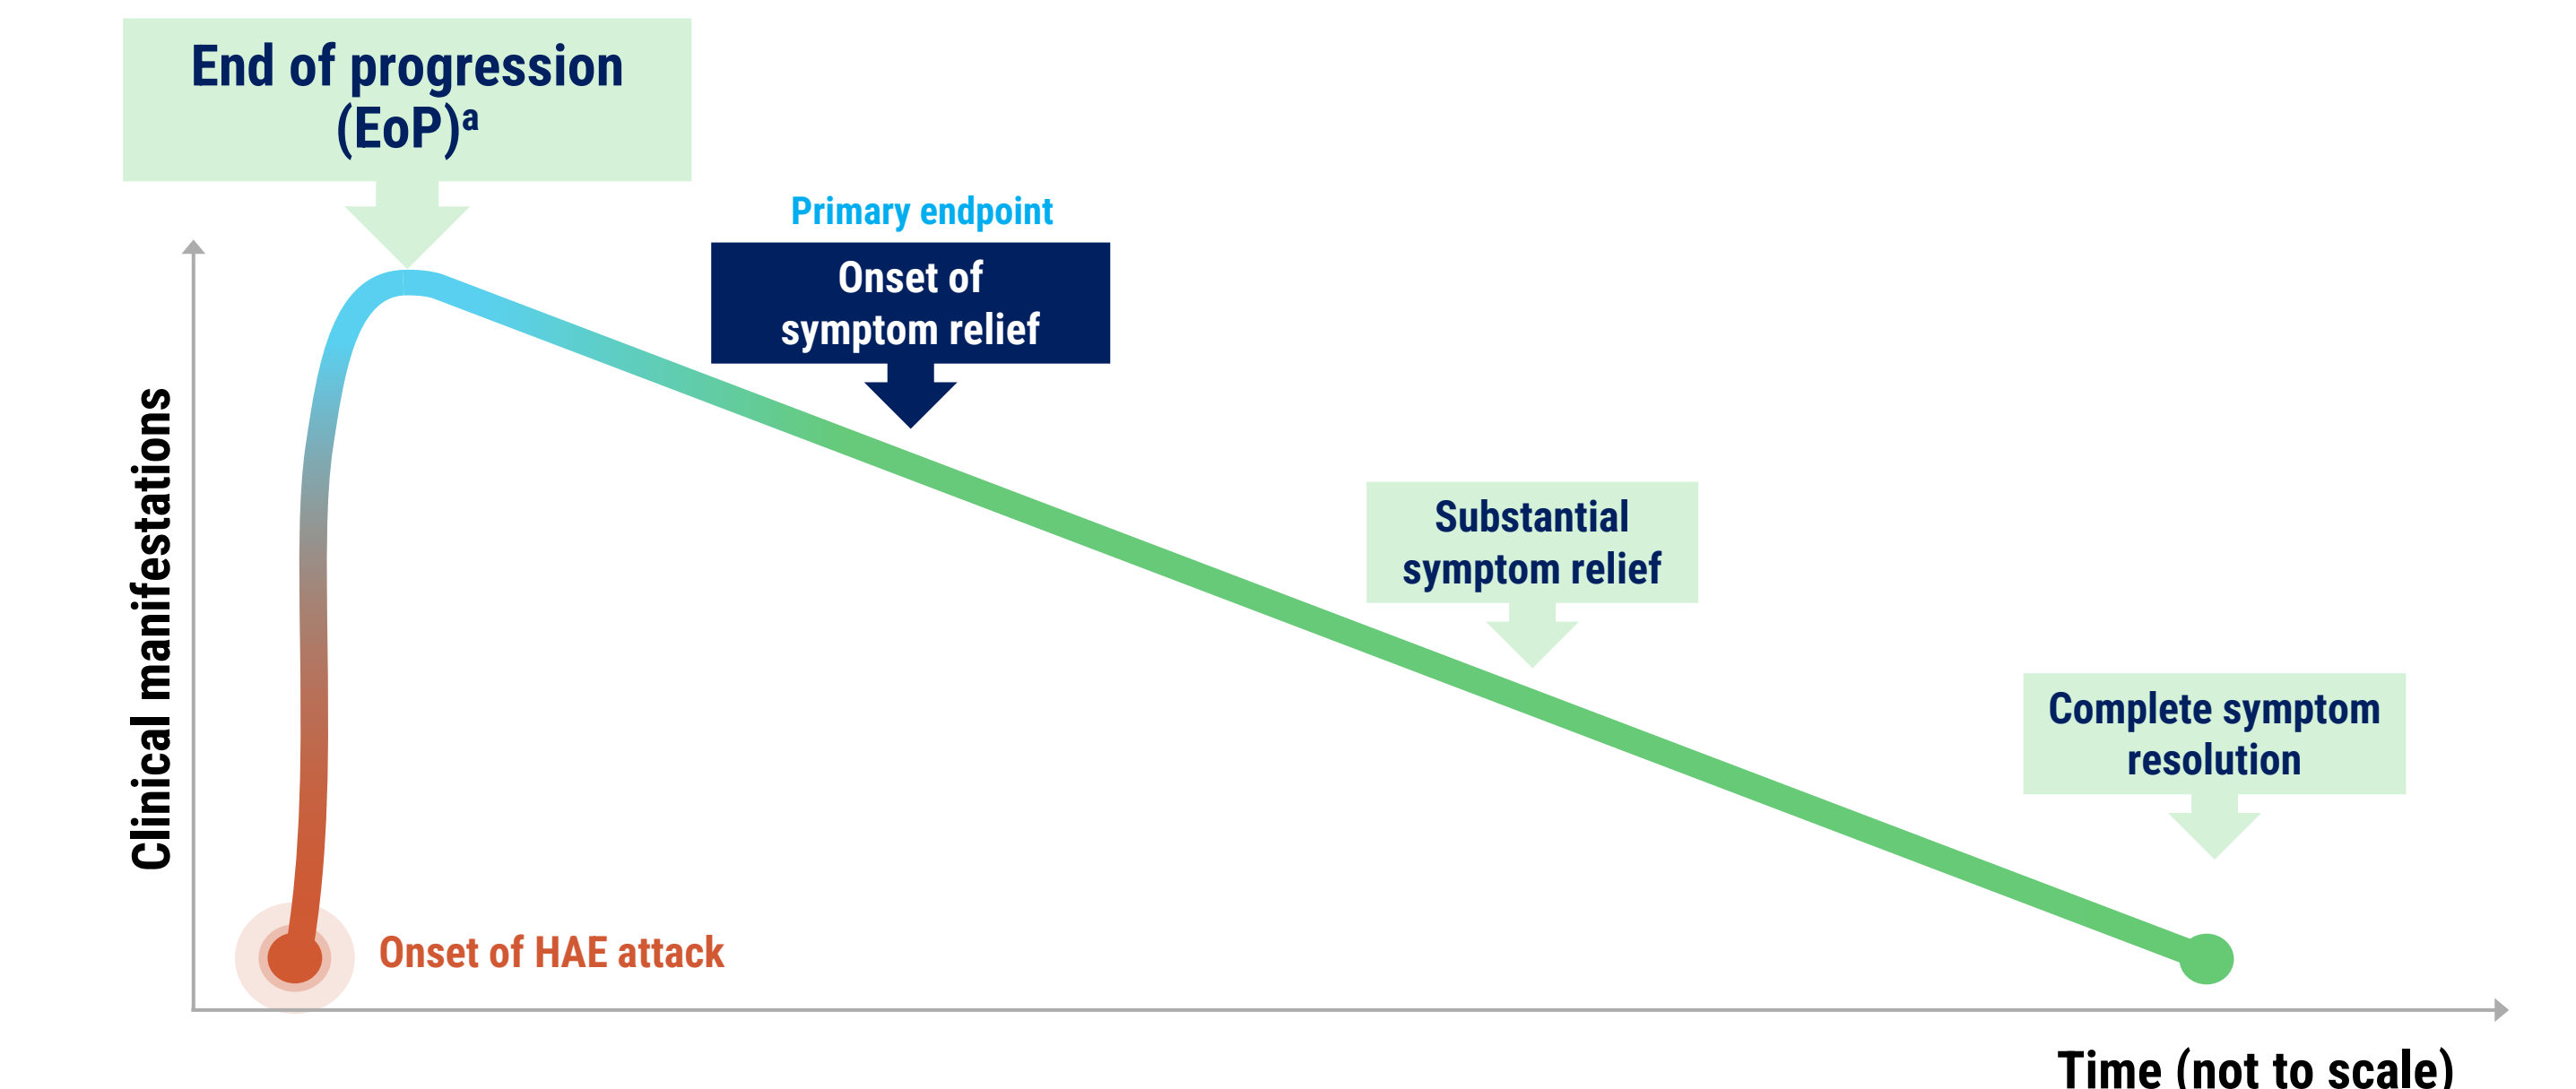 End of progression
(EoP)ᵃ
Primary endpoint
Onset of
symptom relief
Clinical manifestations
Substantial
symptom relief
Complete symptom
resolution
Onset of HAE attack
Time (not to scale)